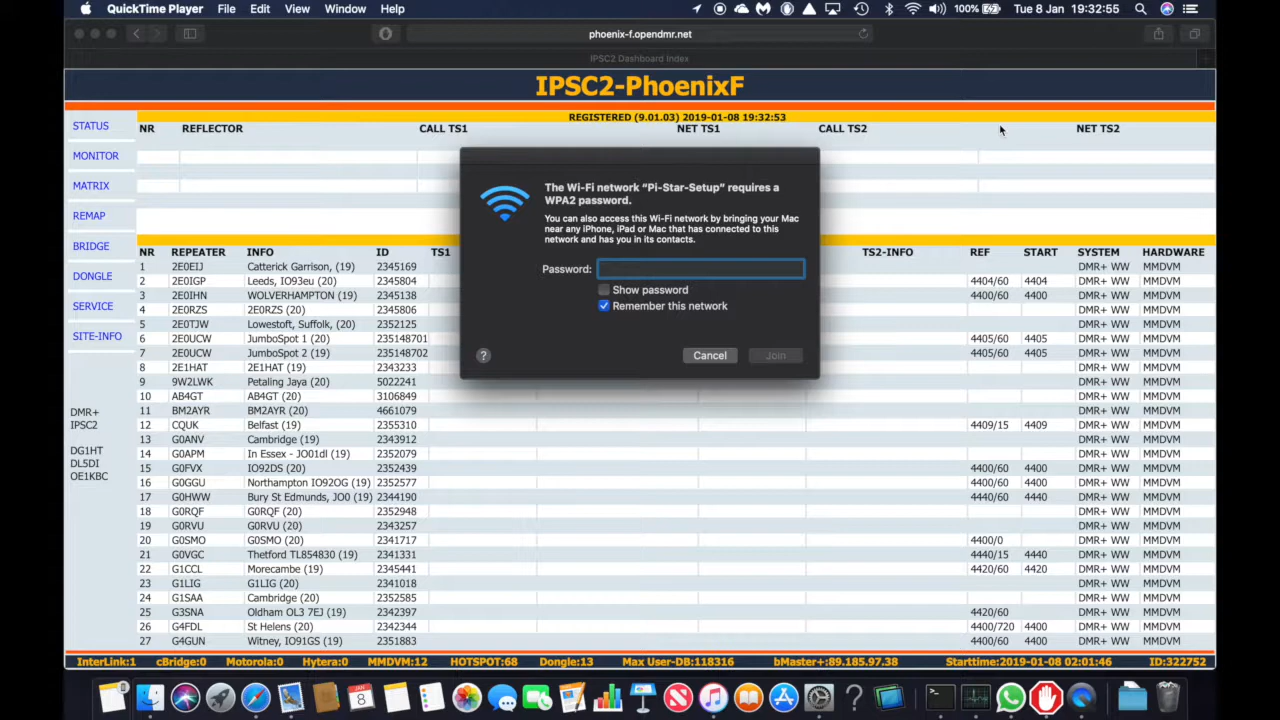 QuickTime Player File Edit View Window Help 100% Tue 8 Jan 19:32:55
phoenix-f.opendmr.net
IPSC2 Dashboard Index
IPSC2-PhoenixF
REGISTERED (9.01.03) 2019-01-08 19:32:53
NR REFLECTOR CALL TS1 NET TS1 CALL TS2 NET TS2
STATUS
MONITOR
MATRIX
REMAP
BRIDGE
DONGLE
SERVICE
SITE-INFO
DMR+
IPSC2
DG1HT
DL5DI
OE1KBC
The Wi-Fi network “Pi-Star-Setup” requires a
WPA2 password.
You can also access this Wi-Fi network by bringing your Mac
near any iPhone, iPad or Mac that has connected to this
network and has you in its contacts.
Password:
Show password
Remember this network
? Cancel Join
NR REPEATER INFO ID TS1 TS2-INFO REF START SYSTEM HARDWARE
1 2E0EIJ Catterick Garrison, (19) 2345169 DMR+ WW MMDVM
2 2E0IGP Leeds, IO93eu (20) 2345804 4404/60 4404 DMR+ WW MMDVM
3 2E0IHN WOLVERHAMPTON (19) 2345138 4400/60 4400 DMR+ WW MMDVM
4 2E0RZS 2E0RZS (20) 2345806 DMR+ WW MMDVM
5 2E0TJW Lowestoft, Suffolk, (20) 2352125 DMR+ WW MMDVM
6 2E0UCW JumboSpot 1 (20) 235148701 4405/60 4405 DMR+ WW MMDVM
7 2E0UCW JumboSpot 2 (19) 235148702 4405/60 4405 DMR+ WW MMDVM
8 2E1HAT 2E1HAT (19) 2343233 DMR+ WW MMDVM
9 9W2LWK Petaling Jaya (20) 5022241 DMR+ WW MMDVM
10 AB4GT AB4GT (20) 3106849 DMR+ WW MMDVM
11 BM2AYR BM2AYR (20) 4661079 DMR+ WW MMDVM
12 CQUK Belfast (19) 2355310 4409/15 4409 DMR+ WW MMDVM
13 G0ANV Cambridge (19) 2343912 DMR+ WW MMDVM
14 G0APM In Essex - JO01dl (19) 2352079 DMR+ WW MMDVM
15 G0FVX IO92DS (20) 2352439 4400/60 4400 DMR+ WW MMDVM
16 G0GGU Northampton IO92OG (19) 2352577 4400/60 4400 DMR+ WW MMDVM
17 G0HWW Bury St Edmunds, JO0 (19) 2344190 4440/60 4440 DMR+ WW MMDVM
18 G0RQF G0RQF (20) 2352948 DMR+ WW MMDVM
19 G0RVU G0RVU (20) 2343257 DMR+ WW MMDVM
20 G0SMO G0SMO (20) 2341717 4400/0 DMR+ WW MMDVM
21 G0VGC Thetford TL854830 (19) 2341331 4440/15 4440 DMR+ WW MMDVM
22 G1CCL Morecambe (19) 2345441 4420/60 4420 DMR+ WW MMDVM
23 G1LIG G1LIG (20) 2341018 DMR+ WW MMDVM
24 G1SAA Cambridge (20) 2352585 DMR+ WW MMDVM
25 G3SNA Oldham OL3 7EJ (19) 2342397 4420/60 DMR+ WW MMDVM
26 G4FDL St Helens (20) 2342344 4400/720 4400 DMR+ WW MMDVM
27 G4GUN Witney, IO91GS (19) 2351883 4400/60 4400 DMR+ WW MMDVM
InterLink:1 cBridge:0 Motorola:0 Hytera:0 MMDVM:12 HOTSPOT:68 Dongle:13 Max User-DB:118316 bMaster+:89.185.97.38 Starttime:2019-01-08 02:01:46 ID:322752